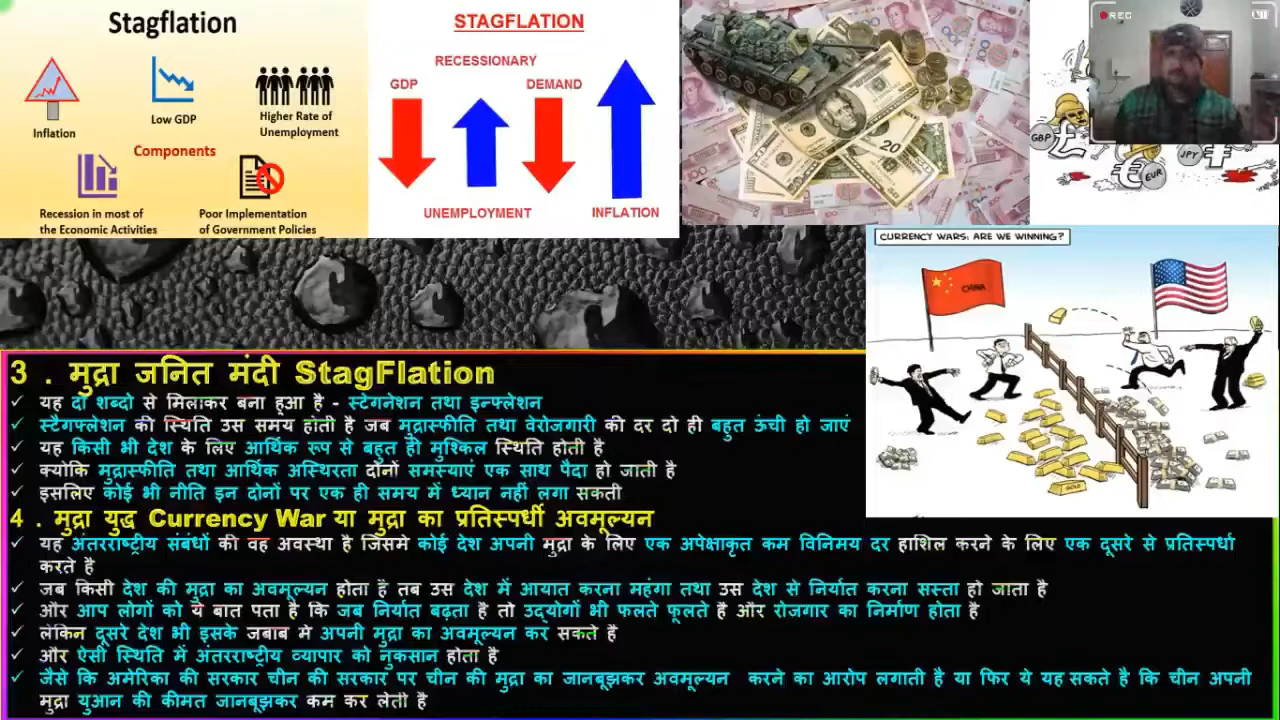 Stagflation
Inflation
Low GDP
Higher Rate of
Unemployment
Components
Recession in most of
the Economic Activities
Poor Implementation
of Government Policies
STAGFLATION
RECESSIONARY
GDP
DEMAND
UNEMPLOYMENT
INFLATION
20
REC
GBP
JPY
EUR
CURRENCY WARS: ARE WE WINNING?
CHINA
GOLD
3 . मुद्रा जनित मंदी StagFlation
यह दो शब्दो से मिलाकर बना हुआ है - स्टेगनेशन तथा इन्फ्लेशन
स्टैगफ्लेशन की स्थिति उस समय होती है जब मुद्रास्फीति तथा वेरोजगारी की दर दो ही बहुत ऊंची हो जाएं
यह किसी भी देश के लिए आर्थिक रूप से बहुत ही मुश्किल स्थिति होती है
क्योकि मुद्रास्फीति तथा आर्थिक अस्थिरता दोनों समस्याएं एक साथ पैदा हो जाती है
इसलिए कोई भी नीति इन दोनों पर एक ही समय में ध्यान नहीं लगा सकती
4 . मुद्रा युद्ध Currency War या मुद्रा का प्रतिस्पर्धी अवमूल्यन
यह अंतरराष्ट्रीय संबंधों की वह अवस्था है जिसमे कोई देश अपनी मुद्रा के लिए एक अपेक्षाकृत कम विनिमय दर हाशिल करने के लिए एक दूसरे से प्रतिस्पर्धा
करते है
जब किसी देश की मुद्रा का अवमूल्यन होता है तब उस देश में आयात करना महंगा तथा उस देश से निर्यात करना सस्ता हो जाता है
और आप लोगों को ये बात पता है कि जब निर्यात बढ़ता है तो उद्योगों भी फलते फूलते है और रोजगार का निर्माण होता है
लेकिन दूसरे देश भी इसके जबाब मे अपनी मुद्रा का अवमूल्यन कर सकते है
और ऐसी स्थिति में अंतरराष्ट्रीय व्यापार को नुकसान होता है
जैसे कि अमेरिका की सरकार चीन की सरकार पर चीन की मुद्रा का जानबूझकर अवमूल्यन करने का आरोप लगाती है या फिर ये यह सकते है कि चीन अपनी
मुद्रा युआन की कीमत जानबूझकर कम कर लेती है